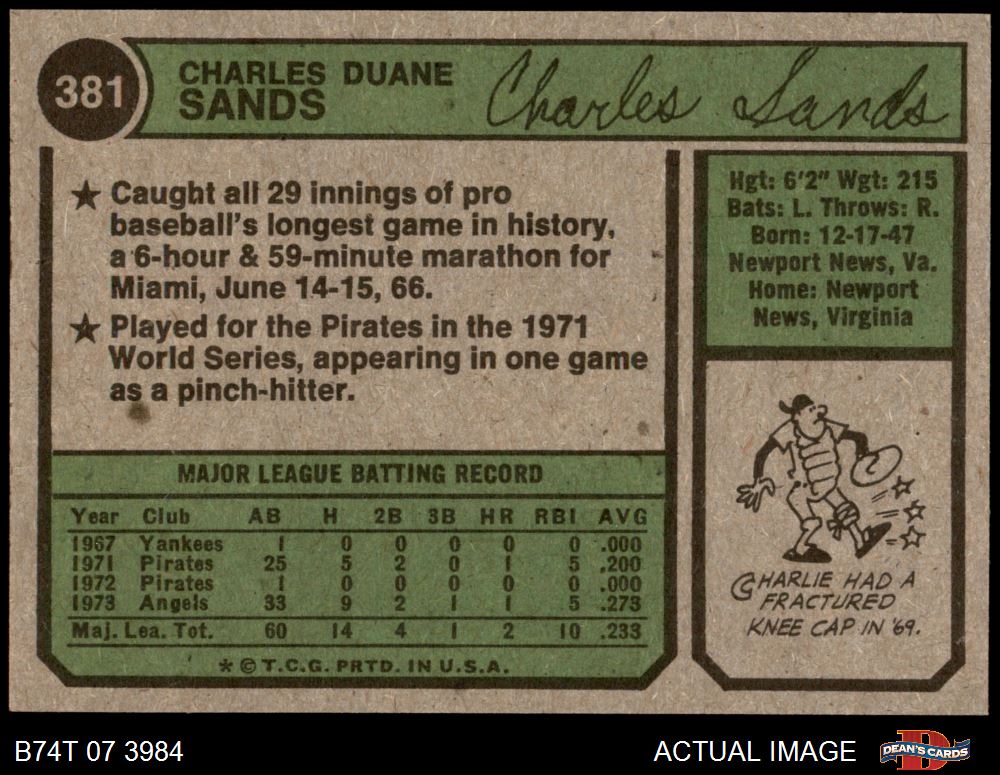 381
CHARLES DUANE
SANDS
Charles Sands
★ Caught all 29 innings of pro
baseball's longest game in history,
a 6-hour & 59-minute marathon for
Miami, June 14-15, 66.
★ Played for the Pirates in the 1971
World Series, appearing in one game
as a pinch-hitter.
Hgt: 6'2" Wgt: 215
Bats: L. Throws: R.
Born: 12-17-47
Newport News, Va.
Home: Newport
News, Virginia
MAJOR LEAGUE BATTING RECORD
Year Club AB H 2B 3B HR RBI AVG
1967 Yankees 1 0 0 0 0 0 .000
1971 Pirates 25 5 2 0 1 5 .200
1972 Pirates 1 0 0 0 0 0 .000
1973 Angels 33 9 2 1 1 5 .273
Maj. Lea. Tot. 60 14 4 1 2 10 .233
* © T.C.G. PRTD. IN U.S.A.
CHARLIE HAD A
FRACTURED
KNEE CAP IN '69.
B74T 07 3984
ACTUAL IMAGE
D
DEAN'S CARDS